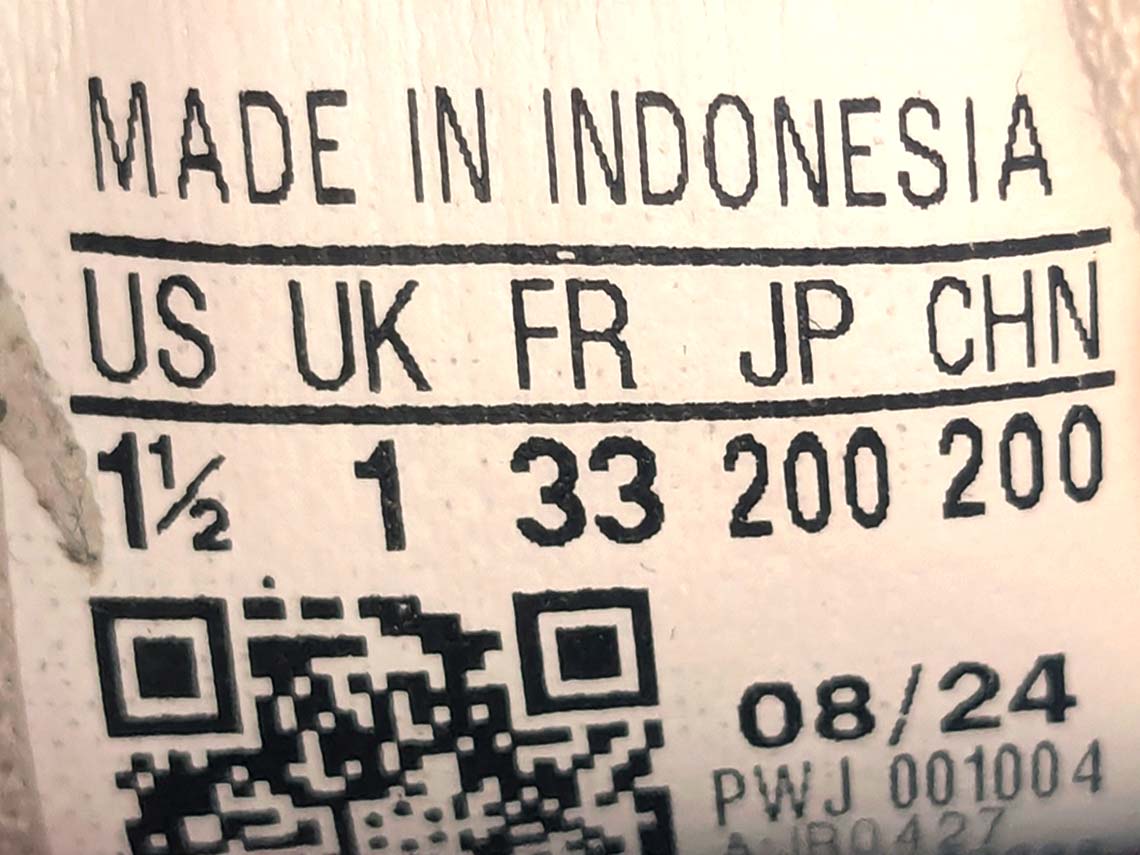 MADE IN INDONESIA
US UK FR JP CHN
1½ 1 33 200 200
08/24
PWJ 001004